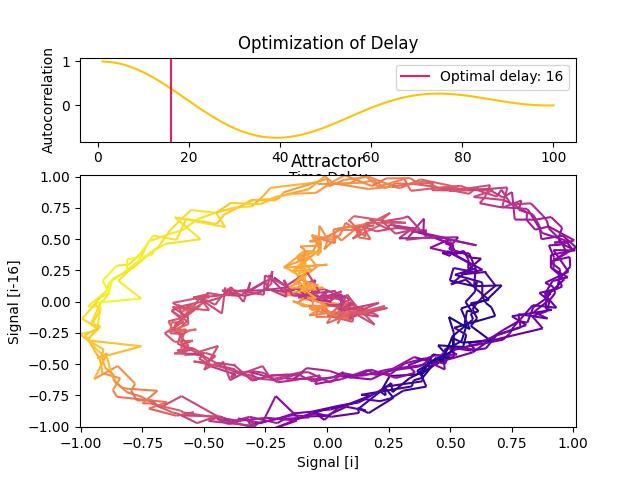 Optimization of Delay
Autocorrelation
1
0
Optimal delay: 16
0 20 40 60 80 100
Attractor
Signal [i-16]
1.00
0.75
0.50
0.25
0.00
−0.25
−0.50
−0.75
−1.00
−1.00 −0.75 −0.50 −0.25 0.00 0.25 0.50 0.75 1.00
Signal [i]